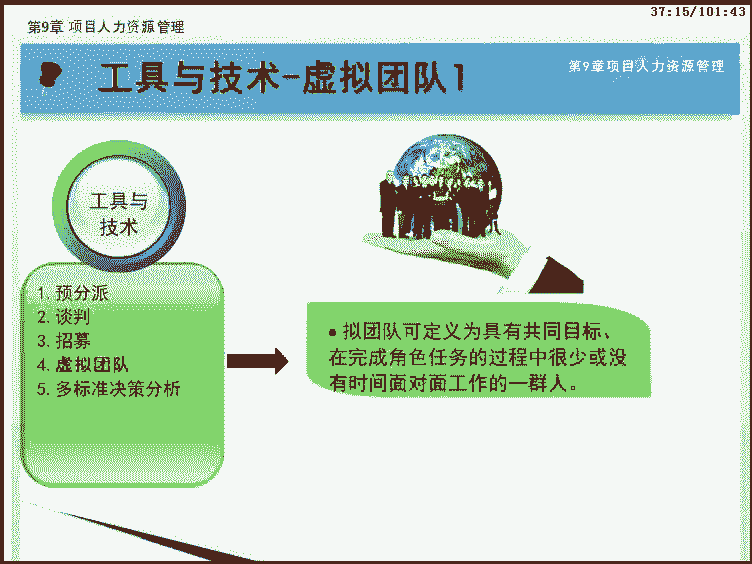 第9章 项目人力资源管理
37:15/101:43
工具与技术-虚拟团队1
第9章项目人力资源管理
工具与
技术
1. 预分派
2. 谈判
3. 招募
4. 虚拟团队
5. 多标准决策分析
• 拟团队可定义为具有共同目标、
在完成角色任务的过程中很少或没
有时间面对面工作的一群人。